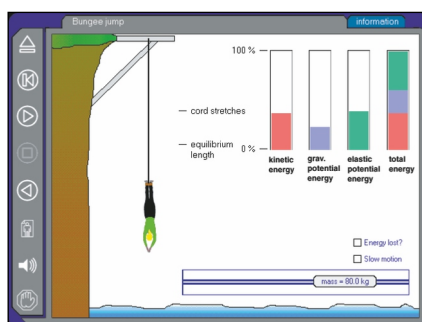 Bungee jump
information
100 %
cord stretches
equilibrium
length
0 %
kinetic
energy
grav.
potential
energy
elastic
potential
energy
total
energy
Energy lost?
Slow motion
mass = 80.0 kg